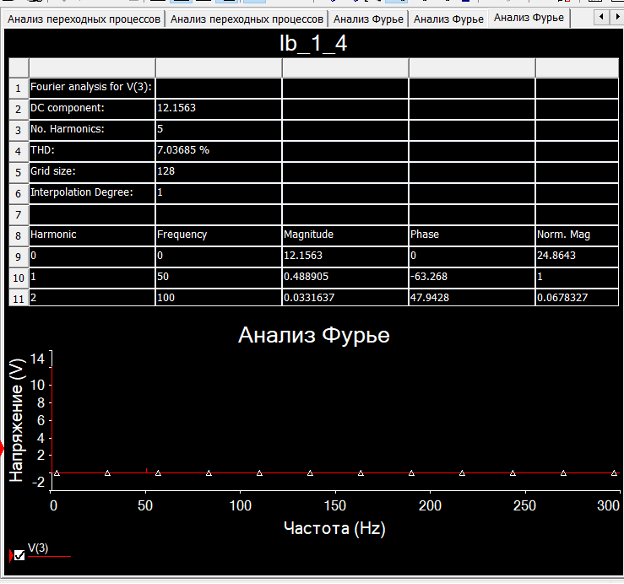 Анализ переходных процессов Анализ переходных процессов Анализ Фурье Анализ Фурье Анализ Фурье
Ib_1_4
1 Fourier analysis for V(3):
2 DC component: 12.1563
3 No. Harmonics: 5
4 THD: 7.03685 %
5 Grid size: 128
6 Interpolation Degree: 1
7
8 Harmonic Frequency Magnitude Phase Norm. Mag
9 0 0 12.1563 0 24.8643
10 1 50 0.488905 -63.268 1
11 2 100 0.0331637 47.9428 0.0678327
Анализ Фурье
Напряжение (V)
14
10
8
6
4
2
-2
0 50 100 150 200 250 300
Частота (Hz)
V(3)